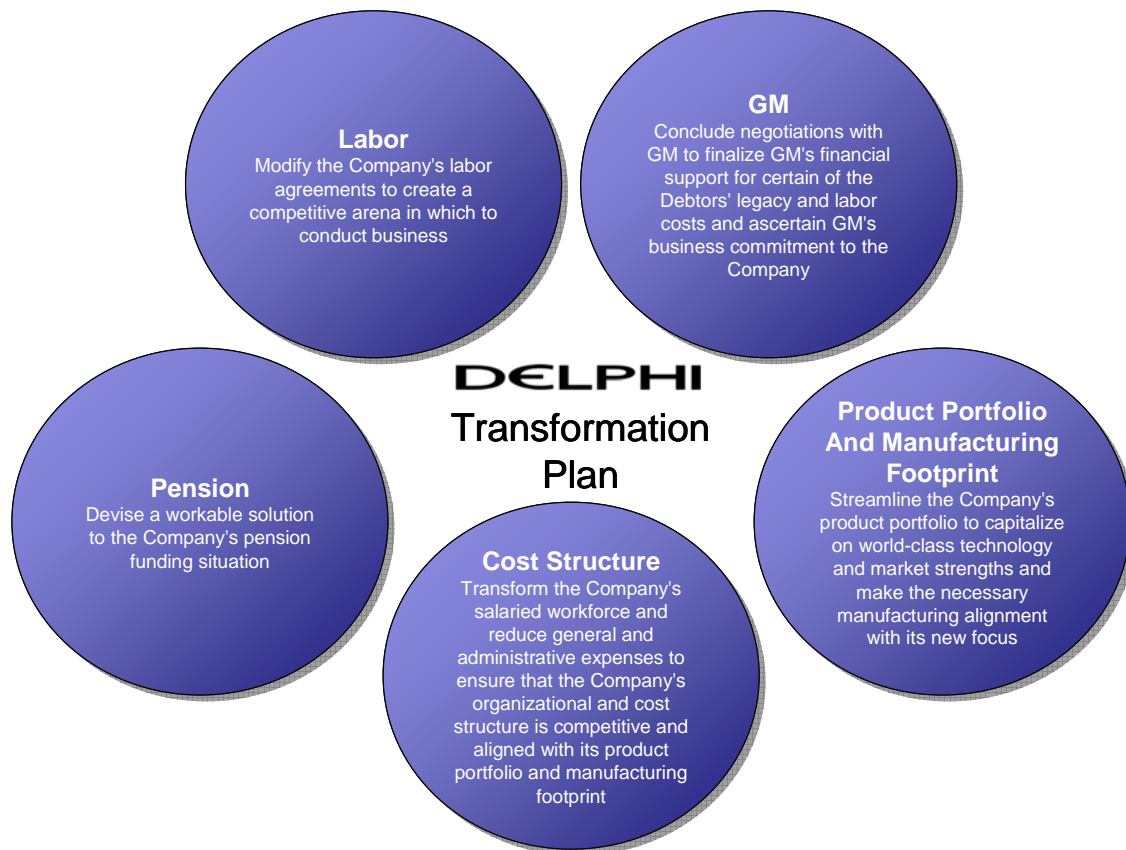 Labor
Modify the Company's labor
agreements to create a
competitive arena in which to
conduct business
GM
Conclude negotiations with
GM to finalize GM's financial
support for certain of the
Debtors' legacy and labor
costs and ascertain GM's
business commitment to the
Company
DELPHI
Transformation
Plan
Pension
Devise a workable solution
to the Company's pension
funding situation
Cost Structure
Transform the Company's
salaried workforce and
reduce general and
administrative expenses to
ensure that the Company's
organizational and cost
structure is competitive and
aligned with its product
portfolio and manufacturing
footprint
Product Portfolio
And Manufacturing
Footprint
Streamline the Company's
product portfolio to capitalize
on world-class technology
and market strengths and
make the necessary
manufacturing alignment
with its new focus